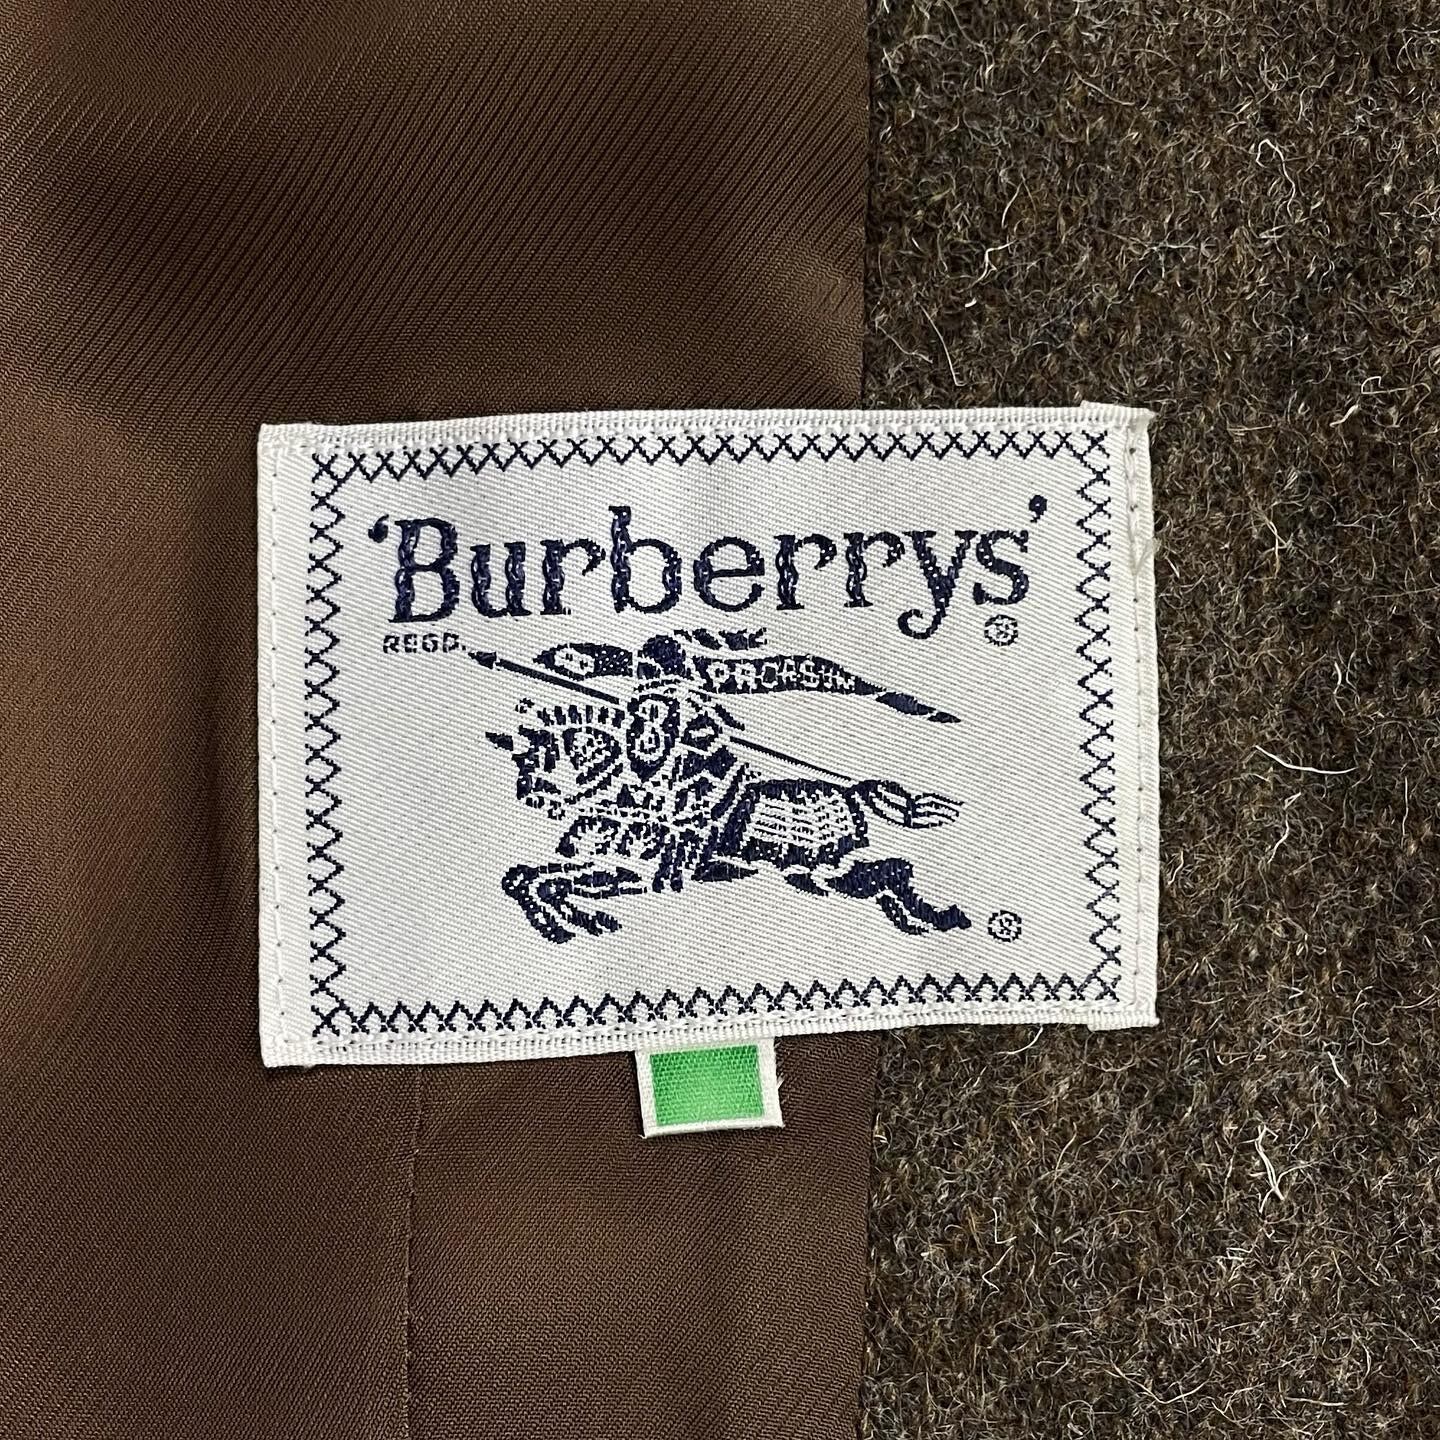 ‘Burberrys’
REGD. ®
PRORSUM
®